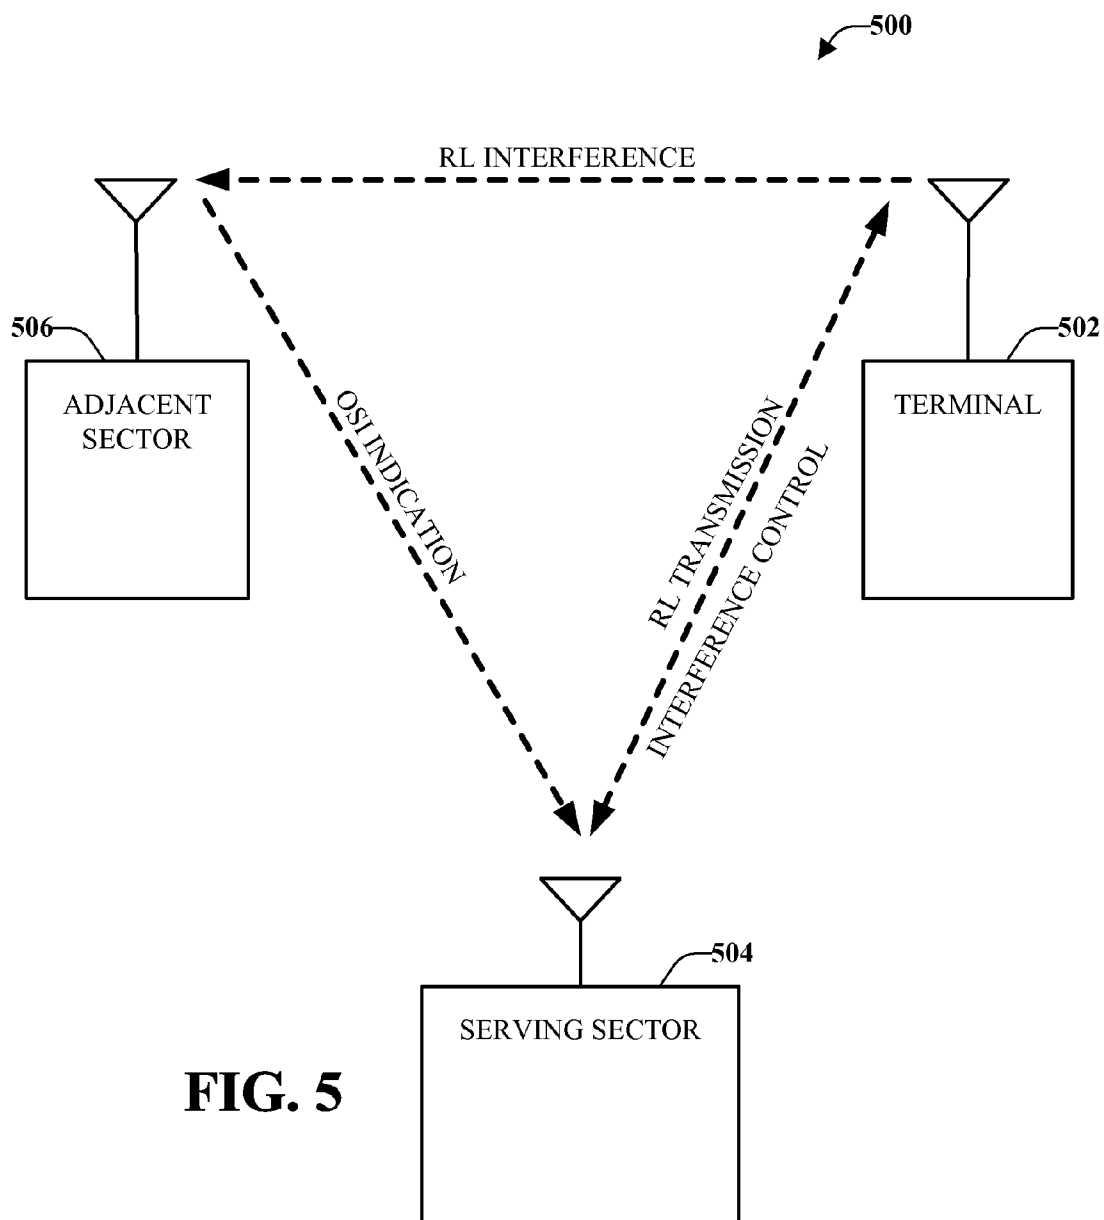 500
RL INTERFERENCE
506
502
ADJACENT
SECTOR
TERMINAL
OSI INDICATION
RL TRANSMISSION
INTERFERENCE CONTROL
504
SERVING SECTOR
FIG. 5